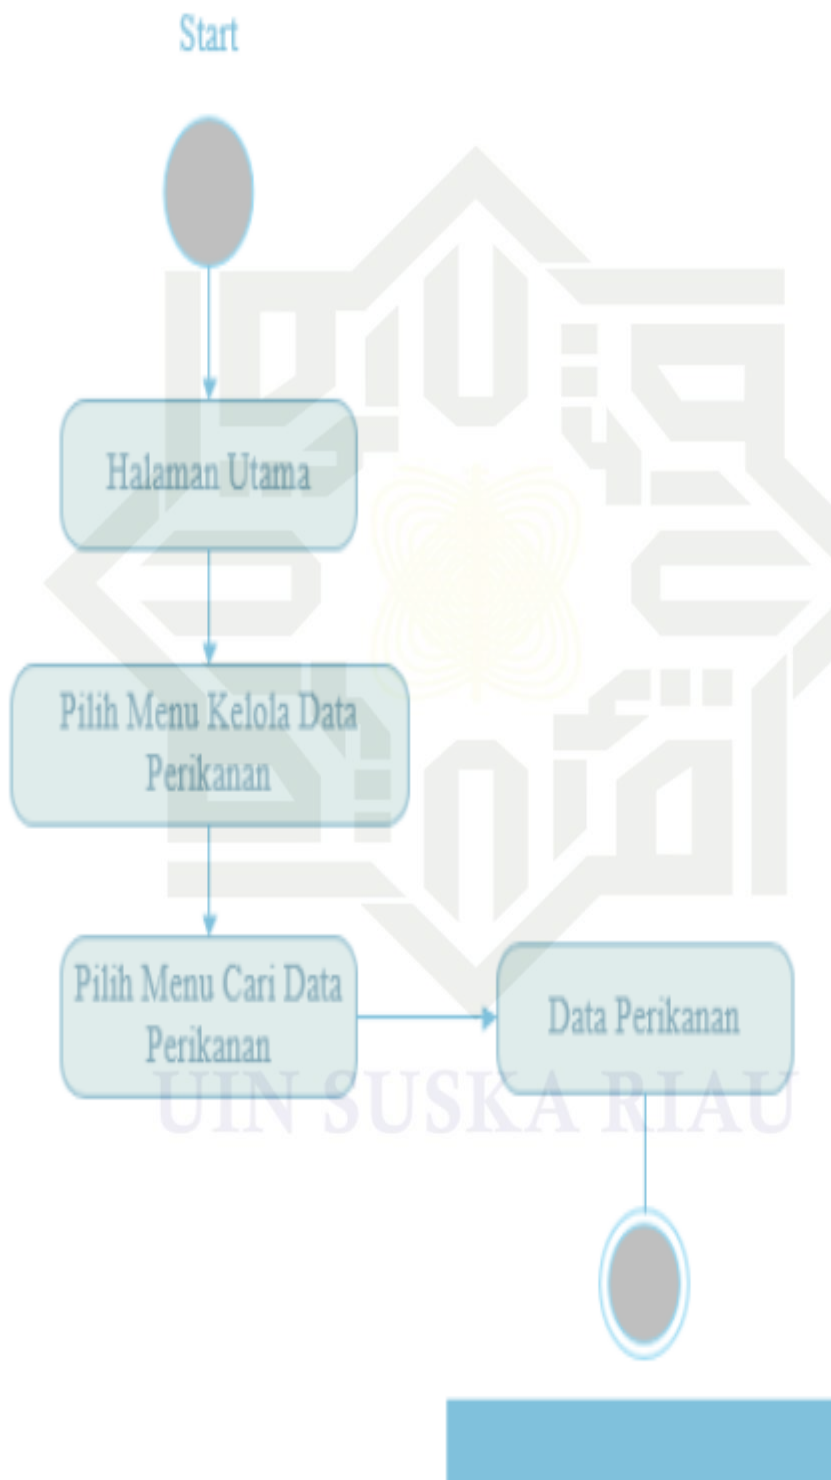 Start
Halaman Utama
Pilih Menu Kelola Data
Perikanan
Pilih Menu Cari Data
Perikanan
Data Perikanan
UIN SUSKA RIAU